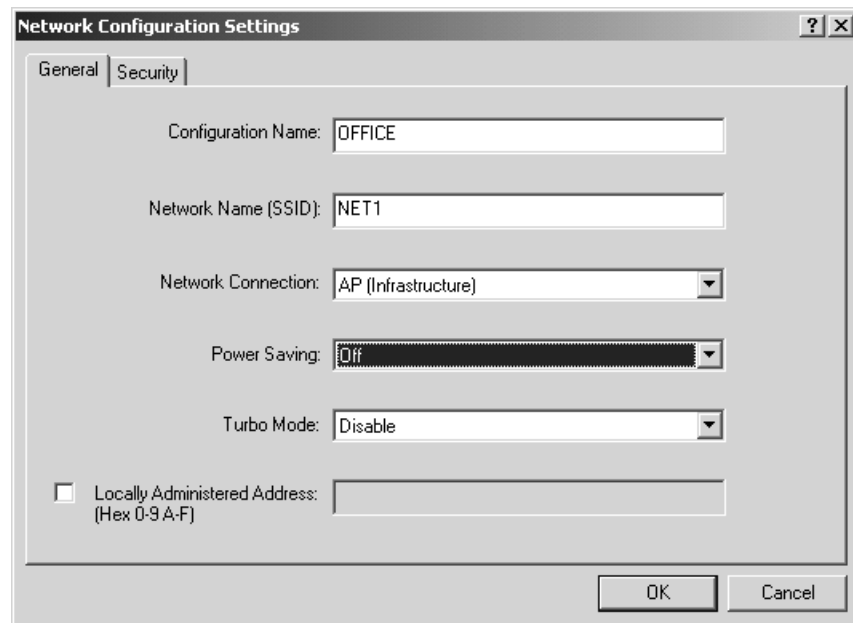 Network Configuration Settings
General
Security
Configuration Name: OFFICE
Network Name (SSID): NET1
Network Connection: AP (Infrastructure)
Power Saving: Off
Turbo Mode: Disable
Locally Administered Address:
(Hex 0-9 A-F)
OK
Cancel